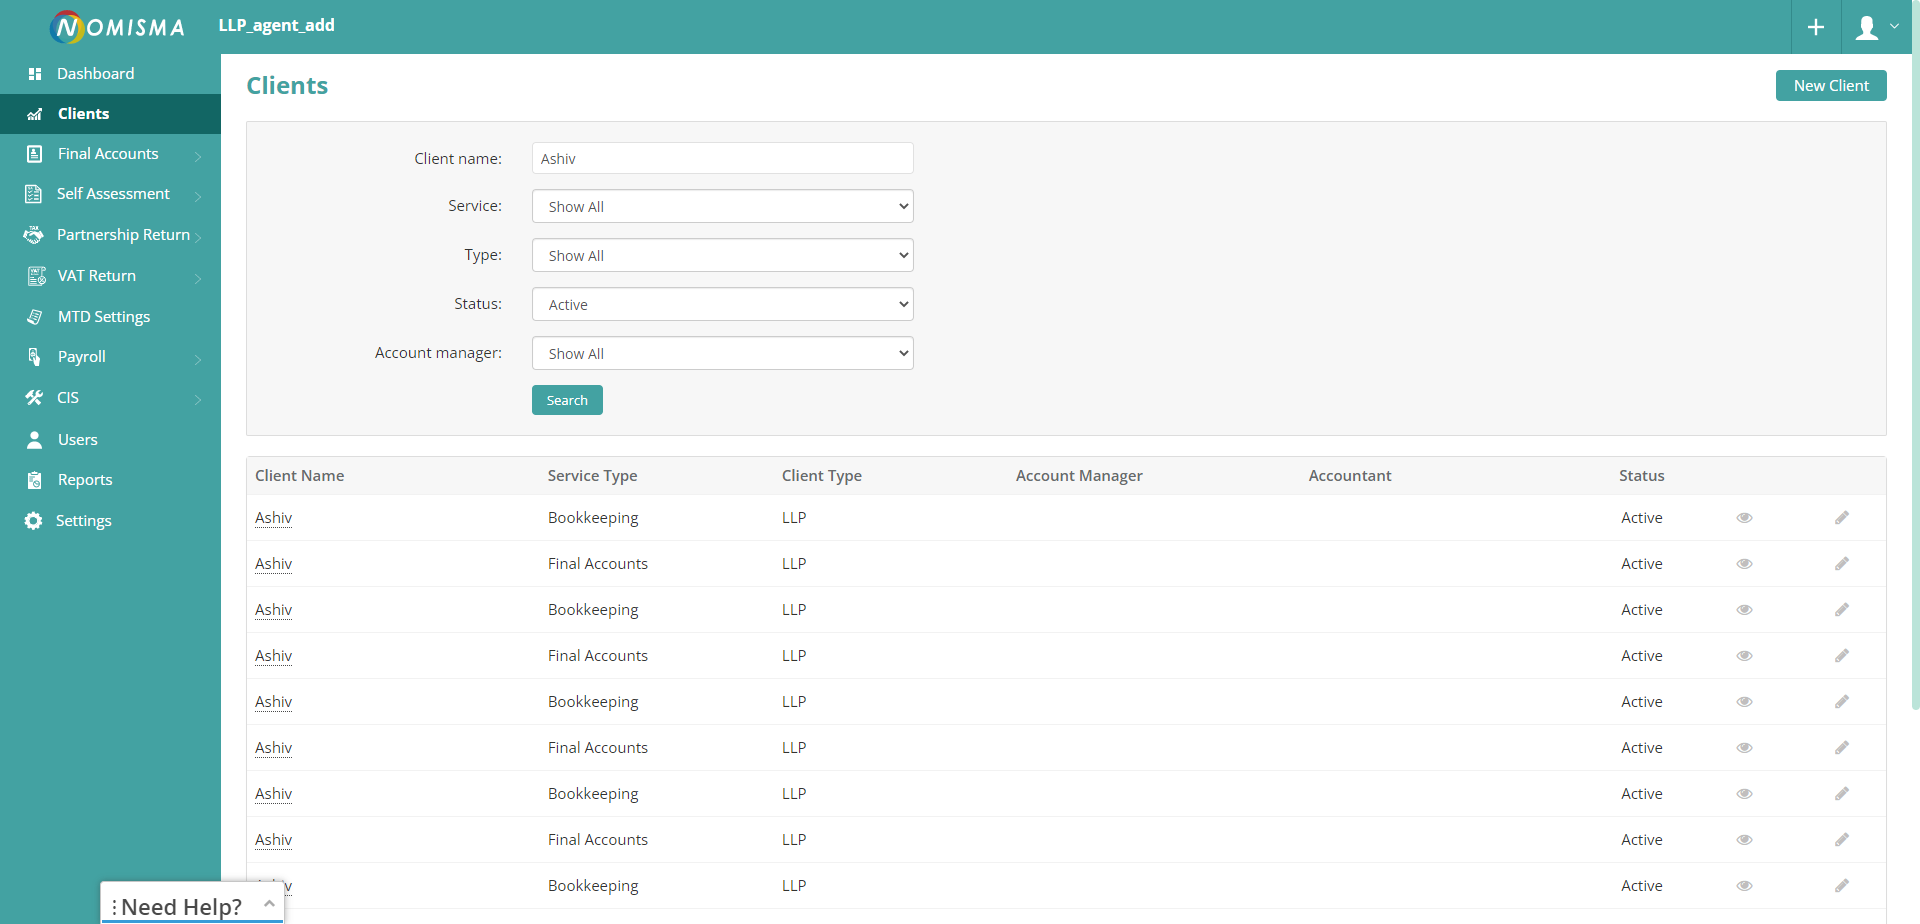 NOMISMA
LLP_agent_add
Dashboard
Clients
Final Accounts
Self Assessment
Partnership Return
VAT Return
MTD Settings
Payroll
CIS
Users
Reports
Settings
Clients
New Client
Client name: Ashiv
Service: Show All
Type: Show All
Status: Active
Account manager: Show All
Search
Client Name Service Type Client Type Account Manager Accountant Status
Ashiv Bookkeeping LLP Active
Ashiv Final Accounts LLP Active
Ashiv Bookkeeping LLP Active
Ashiv Final Accounts LLP Active
Ashiv Bookkeeping LLP Active
Ashiv Final Accounts LLP Active
Ashiv Bookkeeping LLP Active
Ashiv Final Accounts LLP Active
Bookkeeping LLP Active
Need Help?